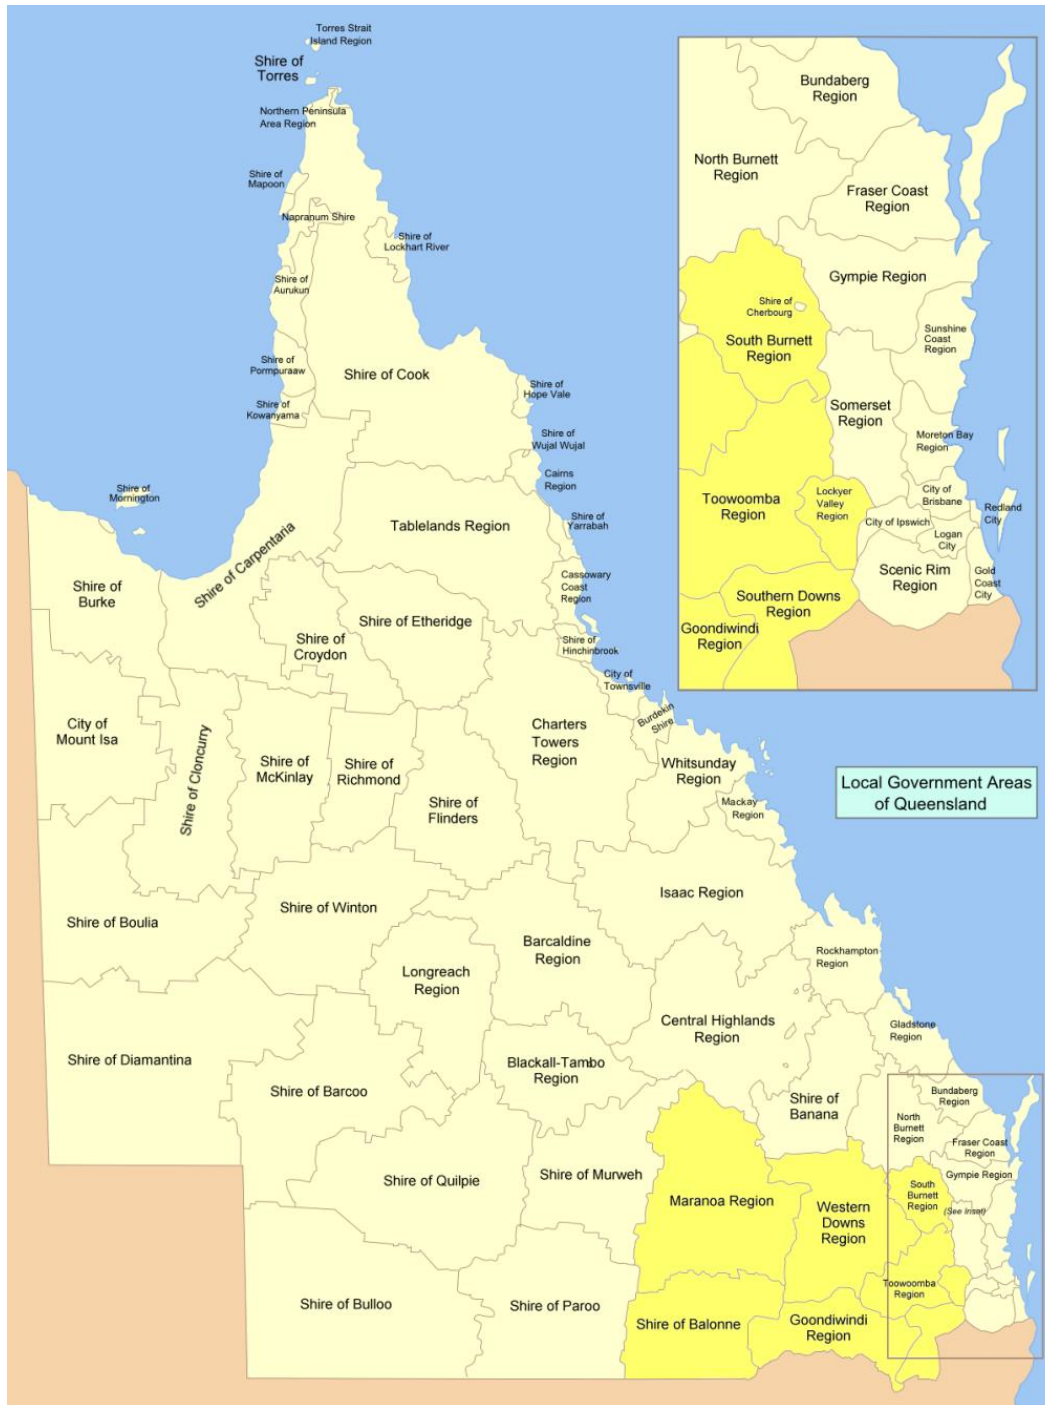 Torres Strait
Island Region
Shire of
Torres
Northern Peninsula
Area Region
Shire of
Mapoon
Napranum Shire
Shire of
Lockhart River
Shire of
Aurukun
Shire of
Pormpuraaw
Shire of Cook
Shire of
Hope Vale
Shire of
Kowanyama
Shire of
Wujal Wujal
Cairns
Region
Shire of
Mornington
Tablelands Region
Shire of
Yarrabah
Shire of Carpentaria
Shire of
Burke
Cassowary
Coast
Region
Shire of Etheridge
Shire of
Croydon
Shire of
Hinchinbrook
City of
Townsville
City of
Mount Isa
Shire of Cloncurry
Shire of
McKinlay
Shire of
Richmond
Shire of
Flinders
Charters
Towers
Region
Burdekin
Shire
Whitsunday
Region
Mackay
Region
Isaac Region
Shire of Boulia
Shire of Winton
Longreach
Region
Barcaldine
Region
Rockhampton
Region
Central Highlands
Region
Gladstone
Region
Shire of Diamantina
Shire of Barcoo
Blackall-Tambo
Region
Shire of
Banana
Bundaberg
Region
North
Burnett
Region
Fraser Coast
Region
Gympie Region
South
Burnett
Region
(See Inset)
Shire of Quilpie
Shire of Murweh
Maranoa Region
Western
Downs
Region
Toowoomba
Region
Shire of Bulloo
Shire of Paroo
Shire of Balonne
Goondiwindi
Region
Bundaberg
Region
North Burnett
Region
Fraser Coast
Region
Gympie Region
Shire of
Cherbourg
South Burnett
Region
Sunshine
Coast
Region
Somerset
Region
Moreton Bay
Region
Toowoomba
Region
Lockyer
Valley
Region
City of
Brisbane
Redland
City
City of Ipswich
Logan
City
Scenic Rim
Region
Gold
Coast
City
Southern Downs
Region
Goondiwindi
Region
Local Government Areas
of Queensland